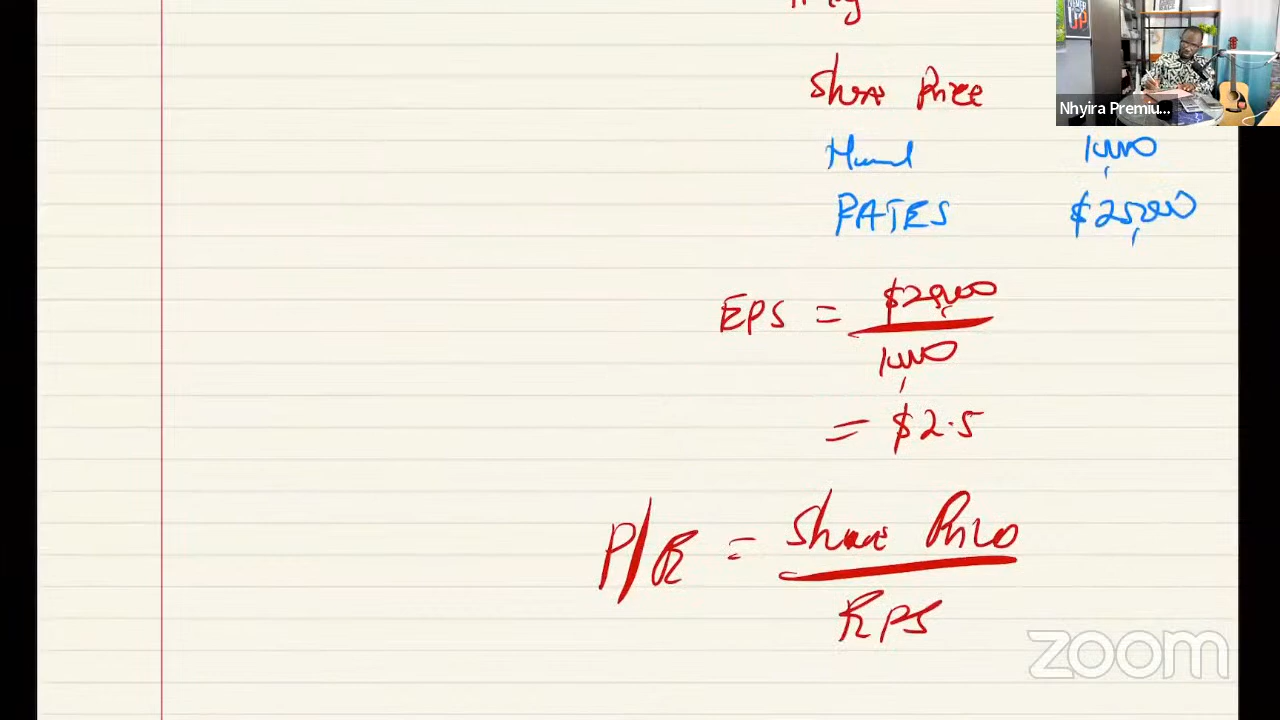 Share Price
1,000
PATES $25,000
EPS = $25,000
1,000
= $2.5
P/E = Share Price
EPS
Nhyira Premiu...
zoom